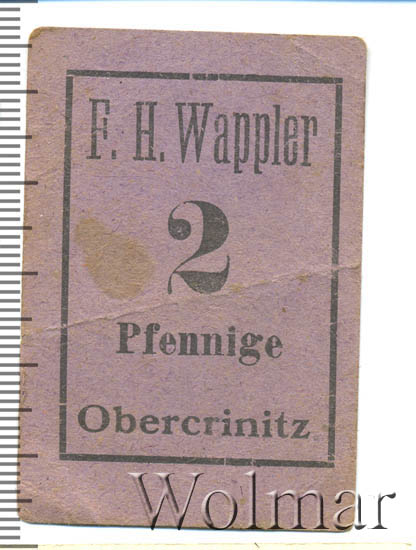 F. H. Wappler
2
Pfennige
Obercrinitz
Wolmar